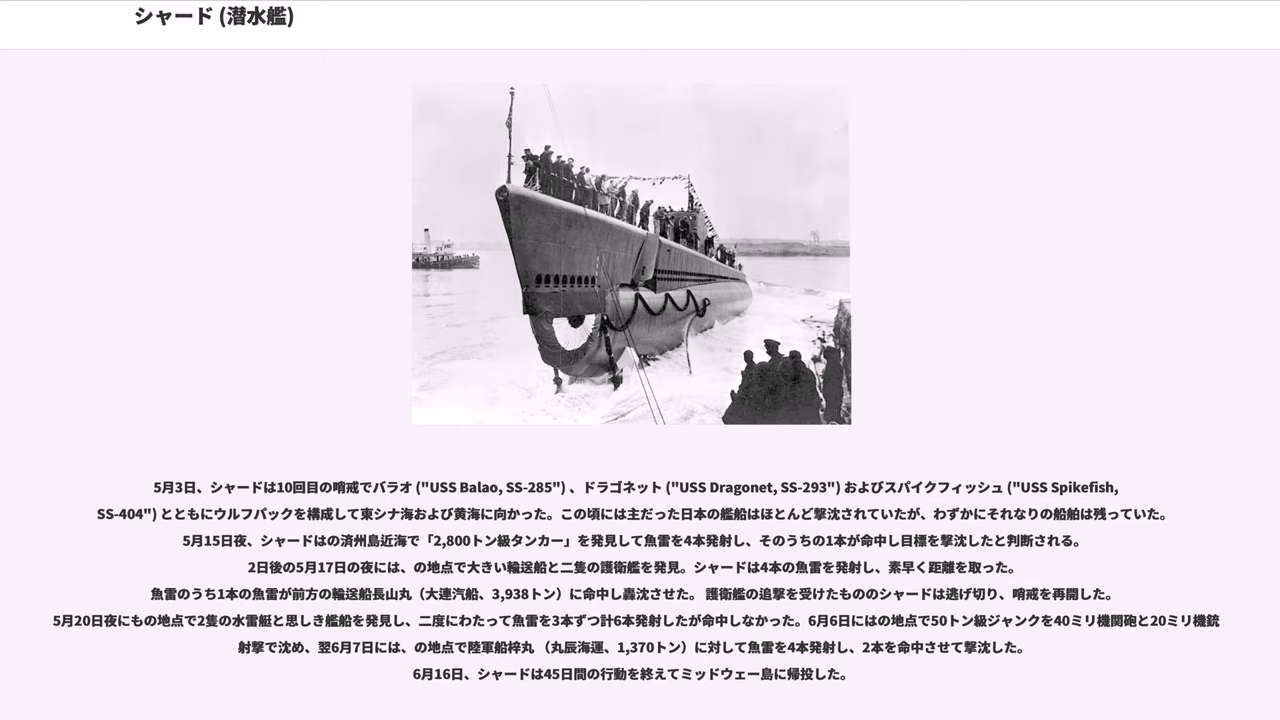 シャード (潜水艦)
5月3日、シャードは10回目の哨戒でバラオ ("USS Balao, SS-285") 、ドラゴネット ("USS Dragonet, SS-293") およびスパイクフィッシュ ("USS Spikefish,
SS-404") とともにウルフパックを構成して東シナ海および黄海に向かった。この頃には主だった日本の艦船はほとんど撃沈されていたが、わずかにそれなりの船舶は残っていた。
5月15日夜、シャードはの済州島近海で「2,800トン級タンカー」を発見して魚雷を4本発射し、そのうちの1本が命中し目標を撃沈したと判断される。
2日後の5月17日の夜には、の地点で大きい輸送船と二隻の護衛艦を発見。シャードは4本の魚雷を発射し、素早く距離を取った。
魚雷のうち1本の魚雷が前方の輸送船長山丸（大連汽船、3,938トン）に命中し轟沈させた。 護衛艦の追撃を受けたもののシャードは逃げ切り、哨戒を再開した。
5月20日夜にもの地点で2隻の水雷艇と思しき艦船を発見し、二度にわたって魚雷を3本ずつ計6本発射したが命中しなかった。6月6日にはの地点で50トン級ジャンクを40ミリ機関砲と20ミリ機銃
射撃で沈め、翌6月7日には、の地点で陸軍船梓丸 （丸辰海運、1,370トン）に対して魚雷を4本発射し、2本を命中させて撃沈した。
6月16日、シャードは45日間の行動を終えてミッドウェー島に帰投した。